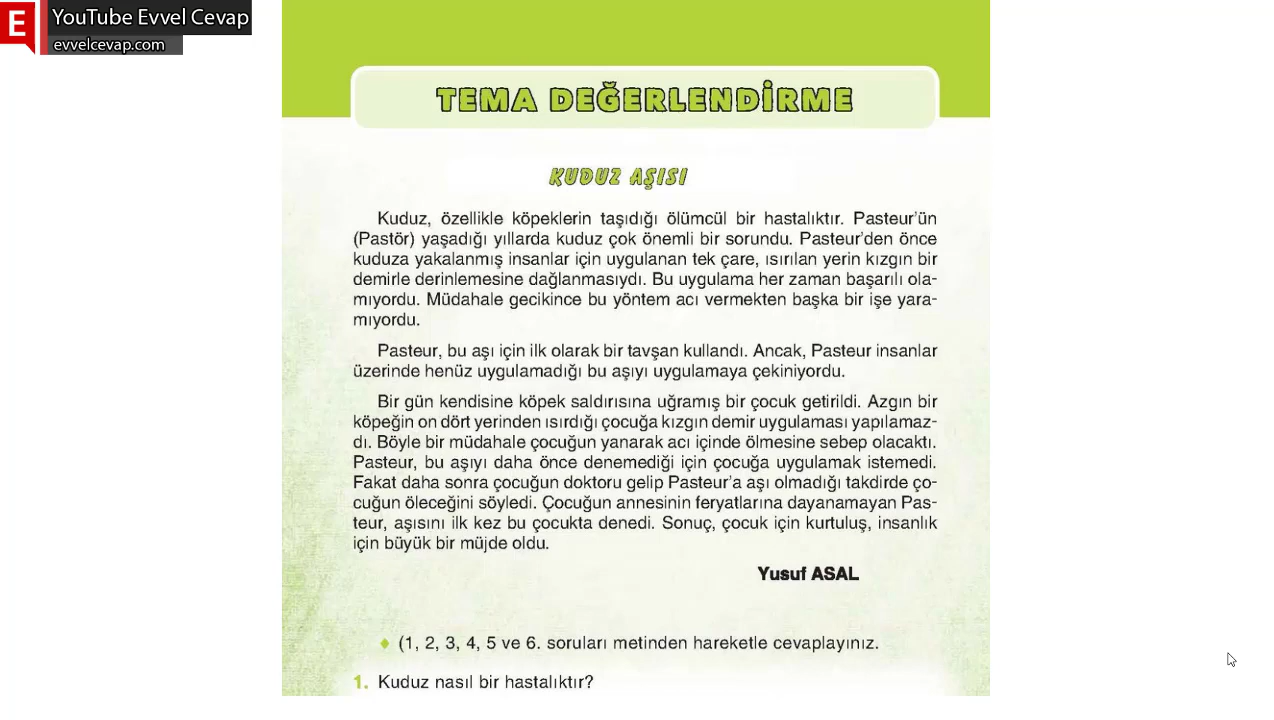 E
YouTube Evvel Cevap
evvelcevap.com
TEMA DEĞERLENDİRME
KUDUZ AŞISI
Kuduz, özellikle köpeklerin taşıdığı ölümcül bir hastalıktır. Pasteur'ün
(Pastör) yaşadığı yıllarda kuduz çok önemli bir sorundu. Pasteur'den önce
kuduza yakalanmış insanlar için uygulanan tek çare, ısırılan yerin kızgın bir
demirle derinlemesine dağlanmasıydı. Bu uygulama her zaman başarılı ola-
mıyordu. Müdahale gecikince bu yöntem acı vermekten başka bir işe yara-
mıyordu.
Pasteur, bu aşı için ilk olarak bir tavşan kullandı. Ancak, Pasteur insanlar
üzerinde henüz uygulamadığı bu aşıyı uygulamaya çekiniyordu.
Bir gün kendisine köpek saldırısına uğramış bir çocuk getirildi. Azgın bir
köpeğin on dört yerinden ısırdığı çocuğa kızgın demir uygulaması yapılamaz-
dı. Böyle bir müdahale çocuğun yanarak acı içinde ölmesine sebep olacaktı.
Pasteur, bu aşıyı daha önce denemediği için çocuğa uygulamak istemedi.
Fakat daha sonra çocuğun doktoru gelip Pasteur'a aşı olmadığı takdirde ço-
cuğun öleceğini söyledi. Çocuğun annesinin feryatlarına dayanamayan Pas-
teur, aşısını ilk kez bu çocukta denedi. Sonuç, çocuk için kurtuluş, insanlık
için büyük bir müjde oldu.
Yusuf ASAL
♦ (1, 2, 3, 4, 5 ve 6. soruları metinden hareketle cevaplayınız.
1. Kuduz nasıl bir hastalıktır?